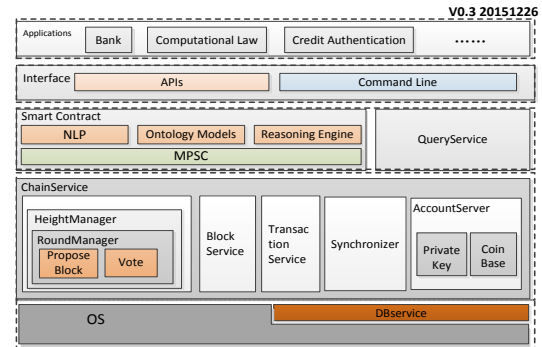 V0.3 20151226
Applications
Bank
Computational Law
Credit Authentication
......
Interface
APIs
Command Line
Smart Contract
NLP
Ontology Models
Reasoning Engine
MPSC
QueryService
ChainService
HeightManager
RoundManager
Propose
Block
Vote
Block
Service
Transac
tion
Service
Synchronizer
AccountServer
Private
Key
Coin
Base
OS
DBservice